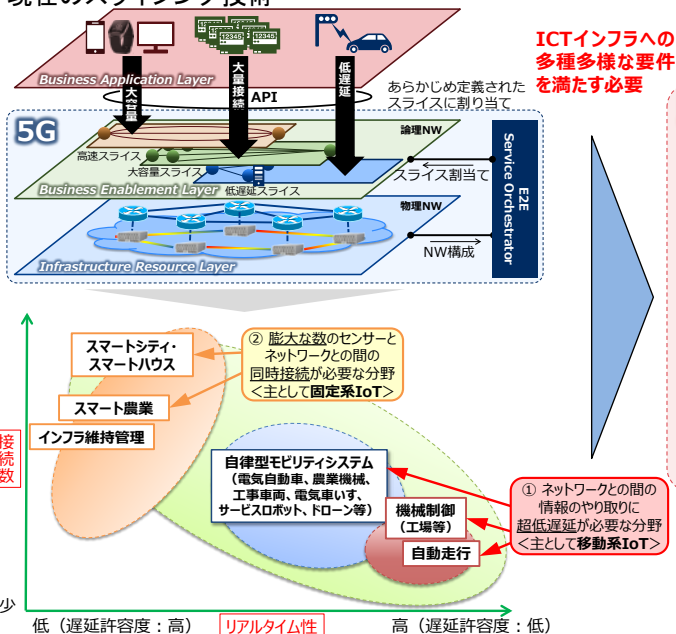 現在のスライシング技術
ICTインフラへの
多種多様な要件
を満たす必要
12345
Business Application Layer
大容量
大量接続
低遅延
API
あらかじめ定義された
スライスに割り当て
5G
論理NW
高速スライス
大容量スライス
低遅延スライス
Business Enablement Layer
スライス割当て
物理NW
Infrastructure Resource Layer
NW構成
E2E
Service Orchestrator
スマートシティ・
スマートハウス
② 膨大な数のセンサーと
ネットワークとの間の
同時接続が必要な分野
<主として固定系IoT>
スマート農業
インフラ維持管理
接続数
自律型モビリティシステム
(電気自動車、農業機械、
工事車両、電気車いす、
サービスロボット、ドローン等)
機械制御
(工場等)
自動走行
① ネットワークとの間の
情報のやり取りに
超低遅延が必要な分野
<主として移動系IoT>
少
低(遅延許容度:高)
リアルタイム性
高(遅延許容度:低)